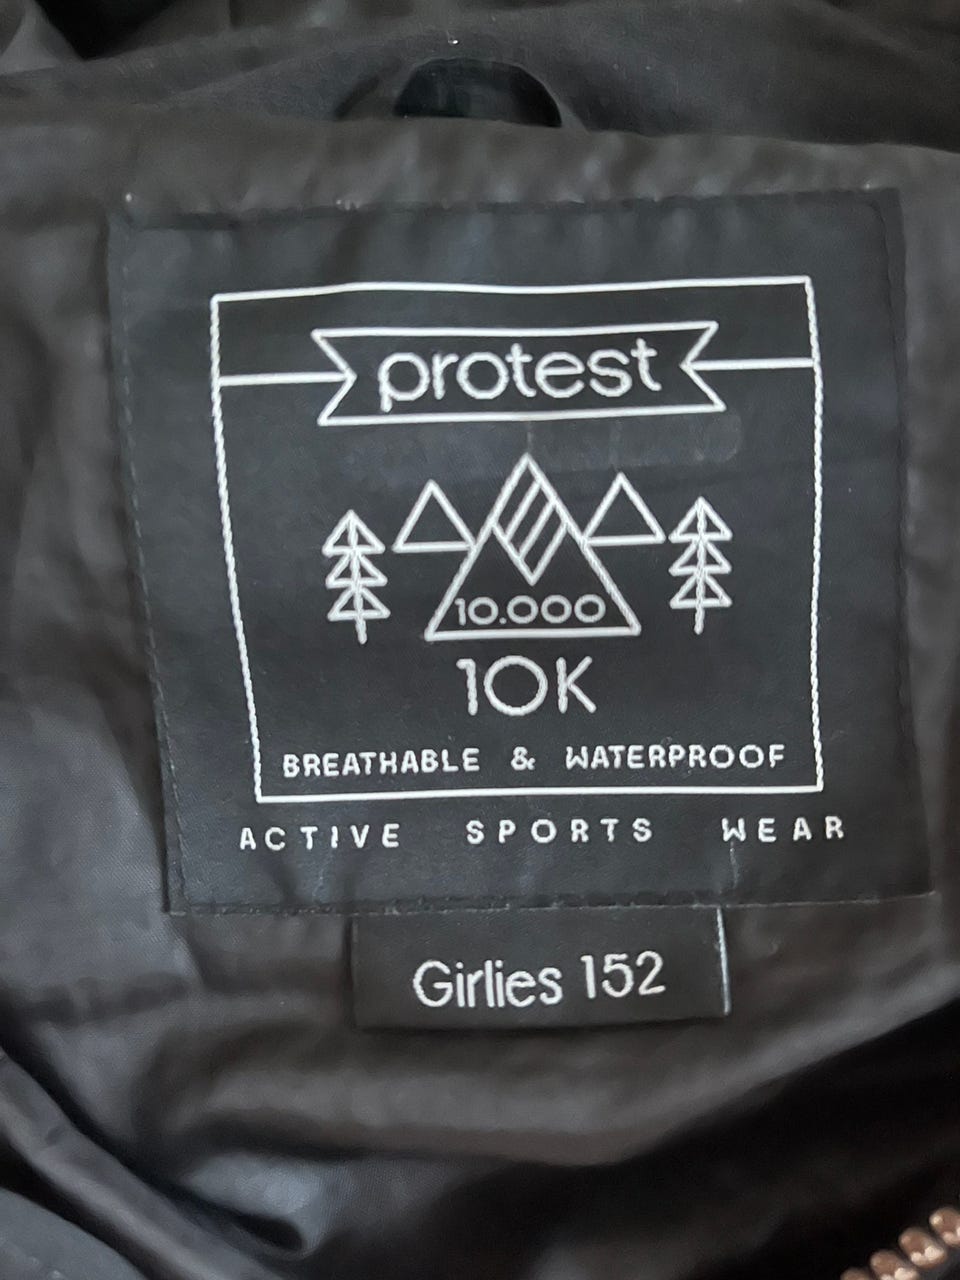 protest
10.000
10K
BREATHABLE & WATERPROOF
ACTIVE SPORTS WEAR
Girlies 152